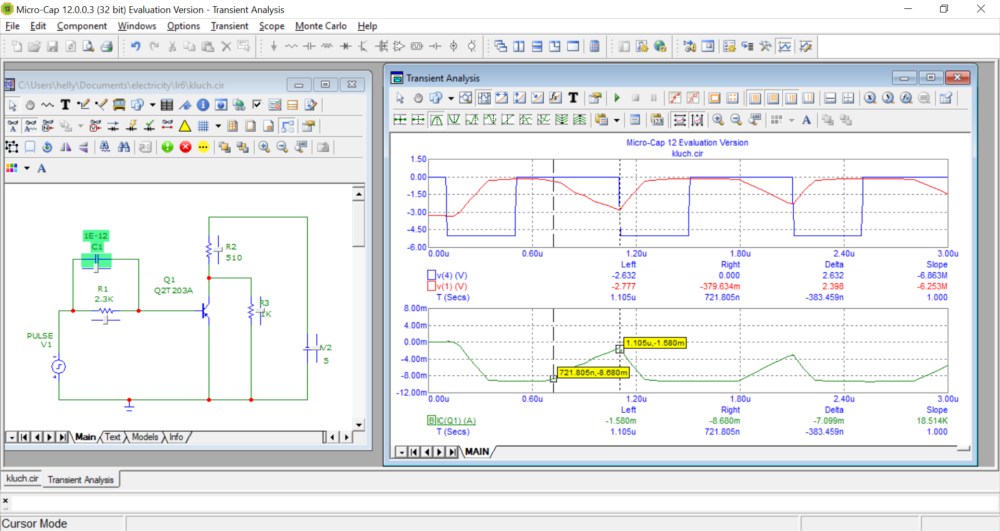 Micro-Cap 12.0.0.3 (32 bit) Evaluation Version - Transient Analysis
File Edit Component Windows Options Transient Scope Monte Carlo Help
C:\Users\helly\Documents\electricity\lr6\kluch.cir
1E-12
C1
R1
2.3K
Q1
Q2T203A
R2
510
R3
1K
PULSE
V1
V2
5
Main Text Models Info
Transient Analysis
Micro-Cap 12 Evaluation Version
kluch.cir
1.50
0.00
-1.50
-3.00
-4.50
-6.00
0.00u 0.60u 1.20u 1.80u 2.40u 3.00u
Left Right Delta Slope
v(4) (V) -2.632 0.000 2.632 -6.863M
v(1) (V) -2.777 -379.634m 2.398 -6.253M
T (Secs) 1.105u 721.805n -383.459n 1.000
8.00m
4.00m
0.00m
-4.00m
-8.00m
-12.00m
1.105u,-1.580m
721.805n,-8.680m
0.00u 0.60u 1.20u 1.80u 2.40u 3.00u
Left Right Delta Slope
B IC(Q1) (A) -1.580m -8.680m -7.099m 18.514K
T (Secs) 1.105u 721.805n -383.459n 1.000
MAIN
kluch.cir Transient Analysis
Cursor Mode